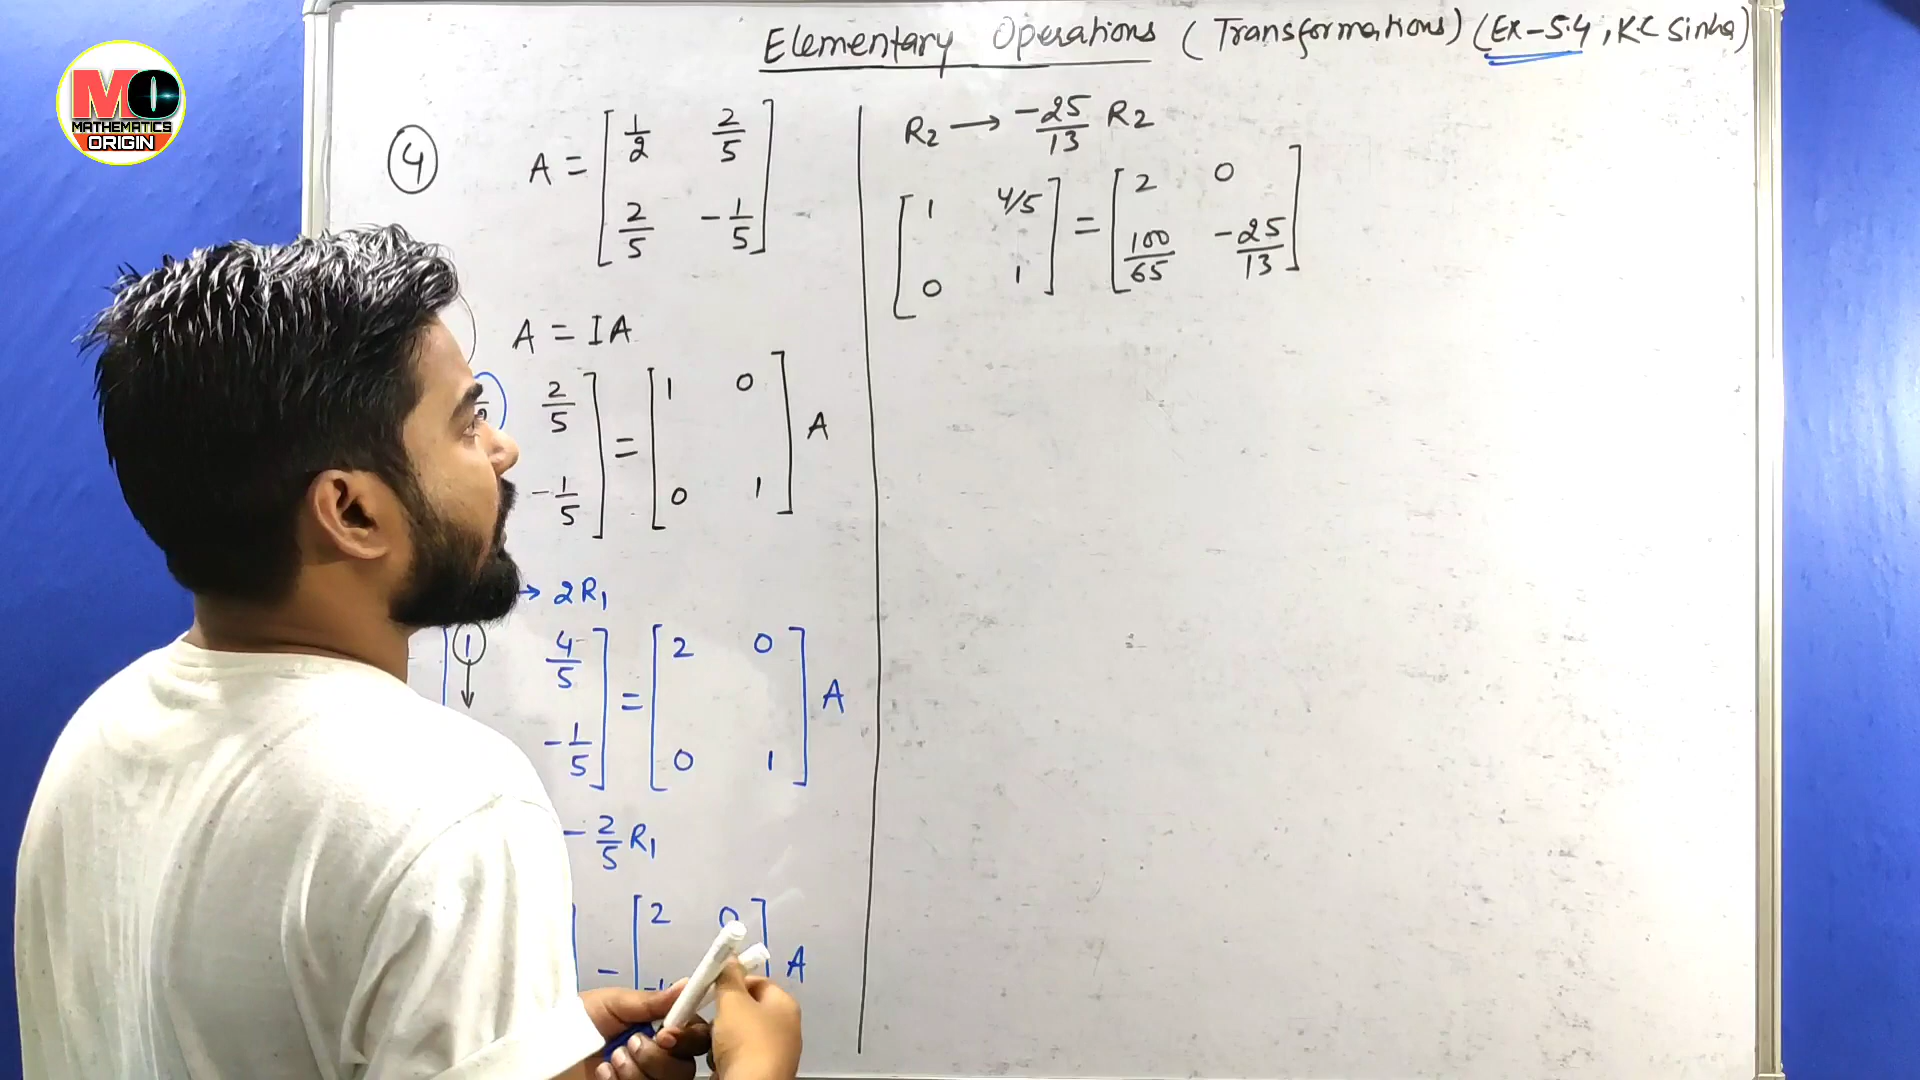 MO
MATHEMATICS
ORIGIN
Elementary Operations (Transformations) (Ex-5.4, KC Sinha)
④ A = [1/2 2/5
2/5 -1/5]
A = IA
2/5] = [1 0
-1/5] 0 1] A
→ 2R₁
[① 4/5] = [2 0
-1/5] 0 1] A
- 2/5 R₁
- [2 0] A
R₂ → -25/13 R₂
[1 4/5] = [2 0
0 1] 100/65 -25/13]